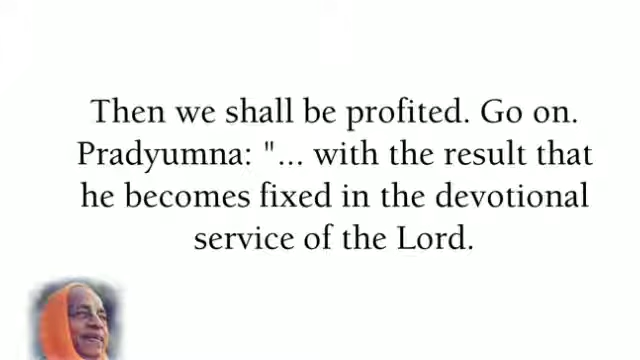 Then we shall be profited. Go on.
Pradyumna: "... with the result that
he becomes fixed in the devotional
service of the Lord.